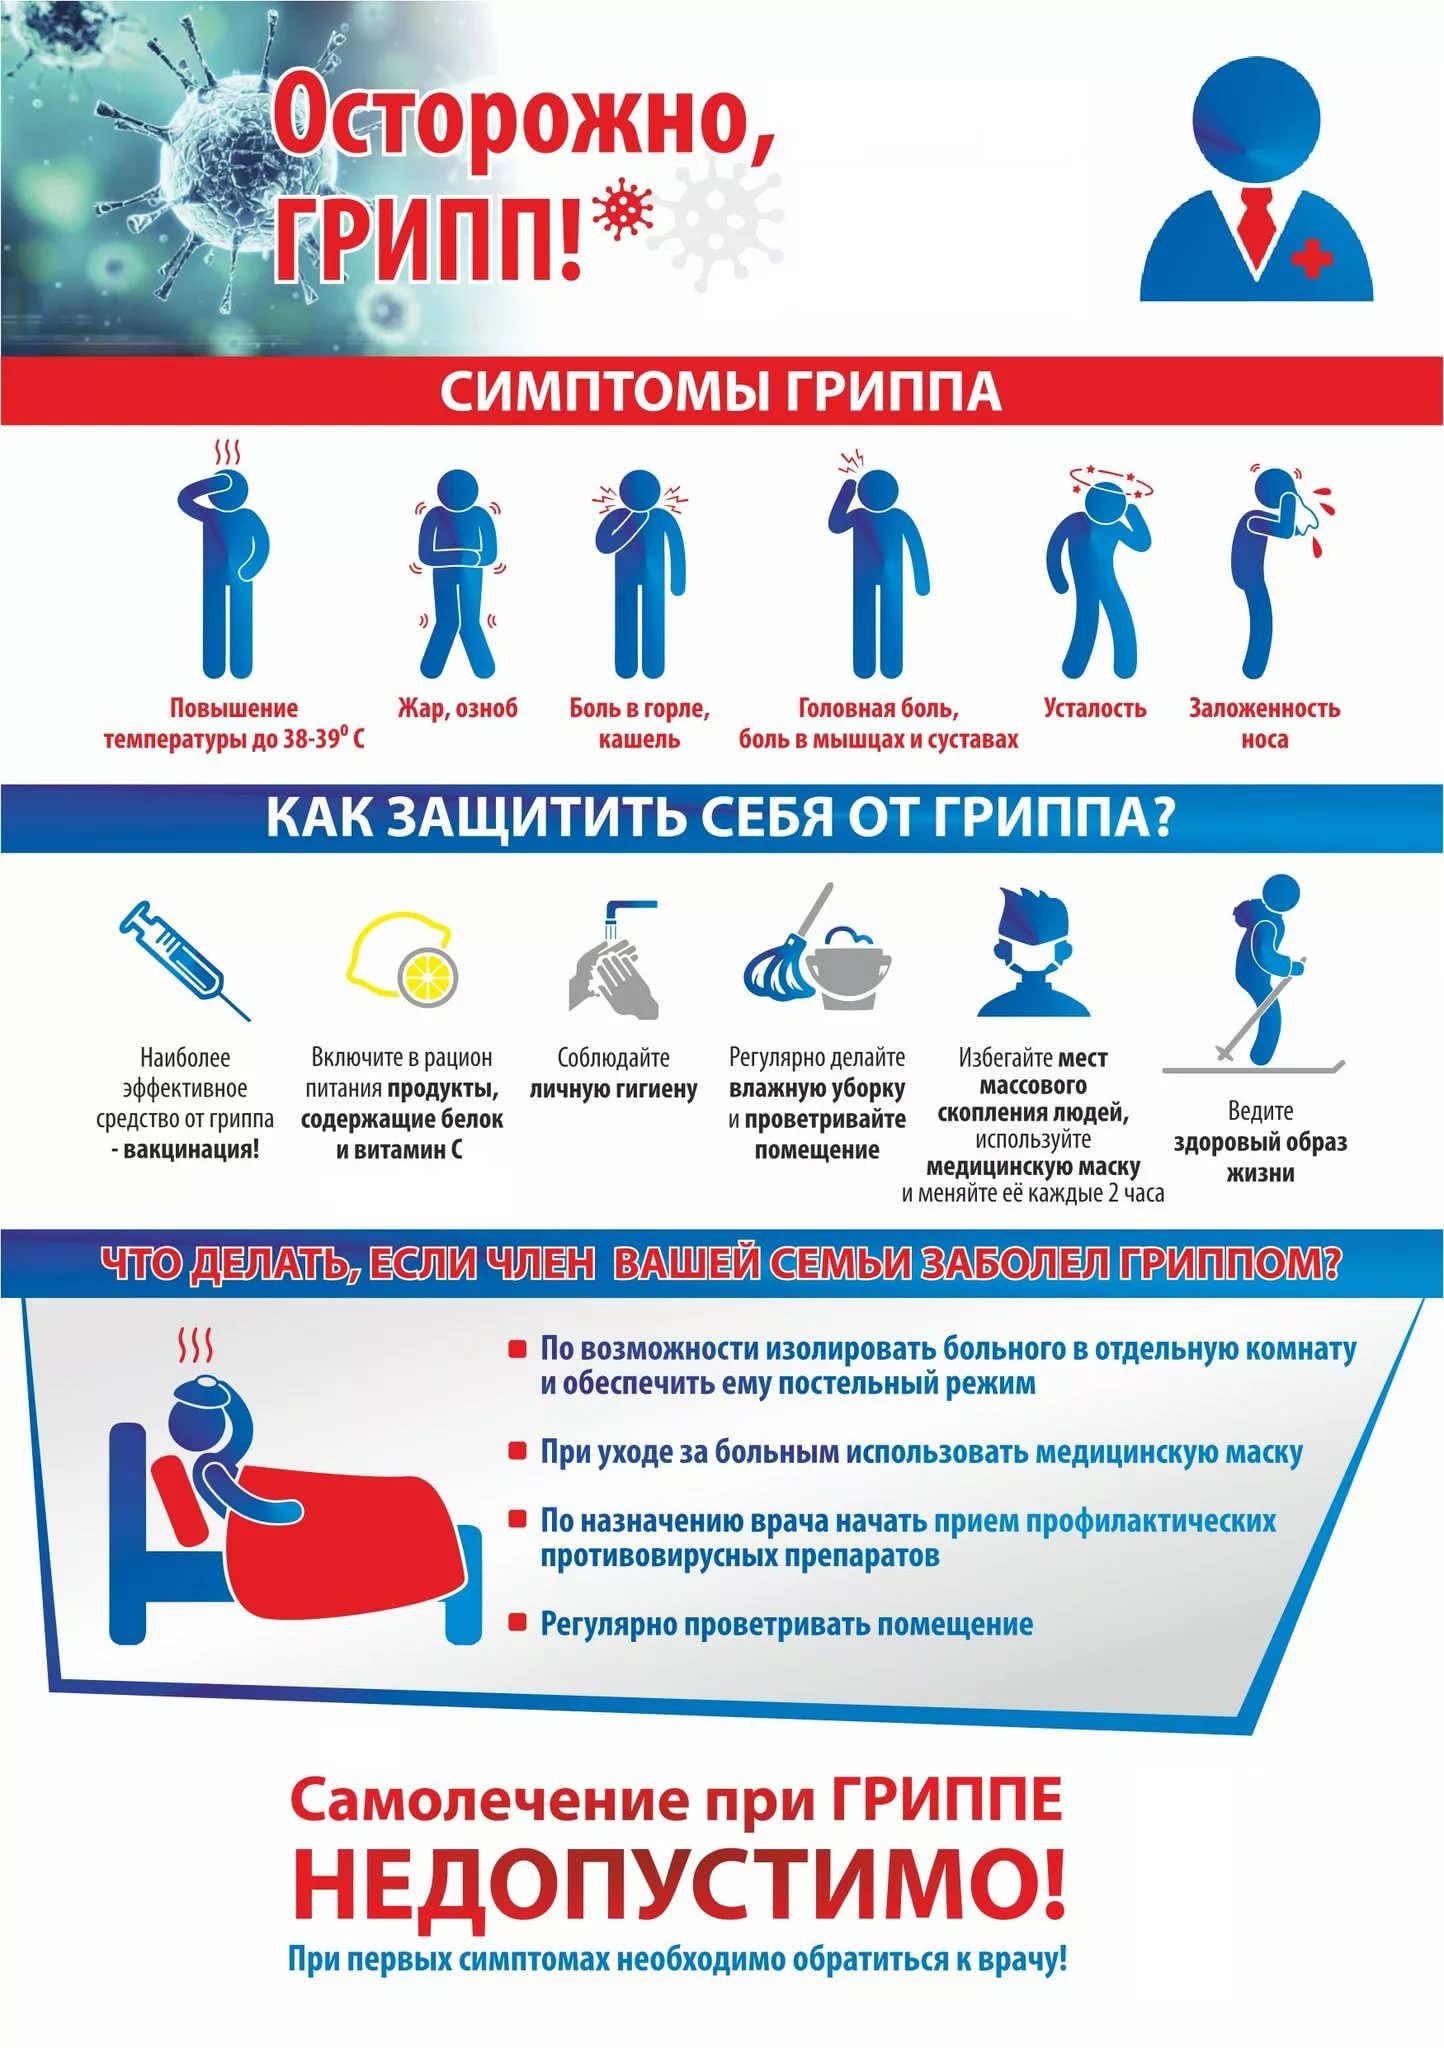 Осторожно,
ГРИПП!
СИМПТОМЫ ГРИППА
Повышение
температуры до 38-39⁰ С
Жар, озноб
Боль в горле,
кашель
Головная боль,
боль в мышцах и суставах
Усталость
Заложенность
носа
КАК ЗАЩИТИТЬ СЕБЯ ОТ ГРИППА?
Наиболее
эффективное
средство от гриппа
- вакцинация!
Включите в рацион
питания продукты,
содержащие белок
и витамин С
Соблюдайте
личную гигиену
Регулярно делайте
влажную уборку
и проветривайте
помещение
Избегайте мест
массового
скопления людей,
используйте
медицинскую маску
и меняйте её каждые 2 часа
Ведите
здоровый образ
жизни
ЧТО ДЕЛАТЬ, ЕСЛИ ЧЛЕН ВАШЕЙ СЕМЬИ ЗАБОЛЕЛ ГРИППОМ?
По возможности изолировать больного в отдельную комнату
и обеспечить ему постельный режим
При уходе за больным использовать медицинскую маску
По назначению врача начать прием профилактических
противовирусных препаратов
Регулярно проветривать помещение
Самолечение при ГРИППЕ
НЕДОПУСТИМО!
При первых симптомах необходимо обратиться к врачу!